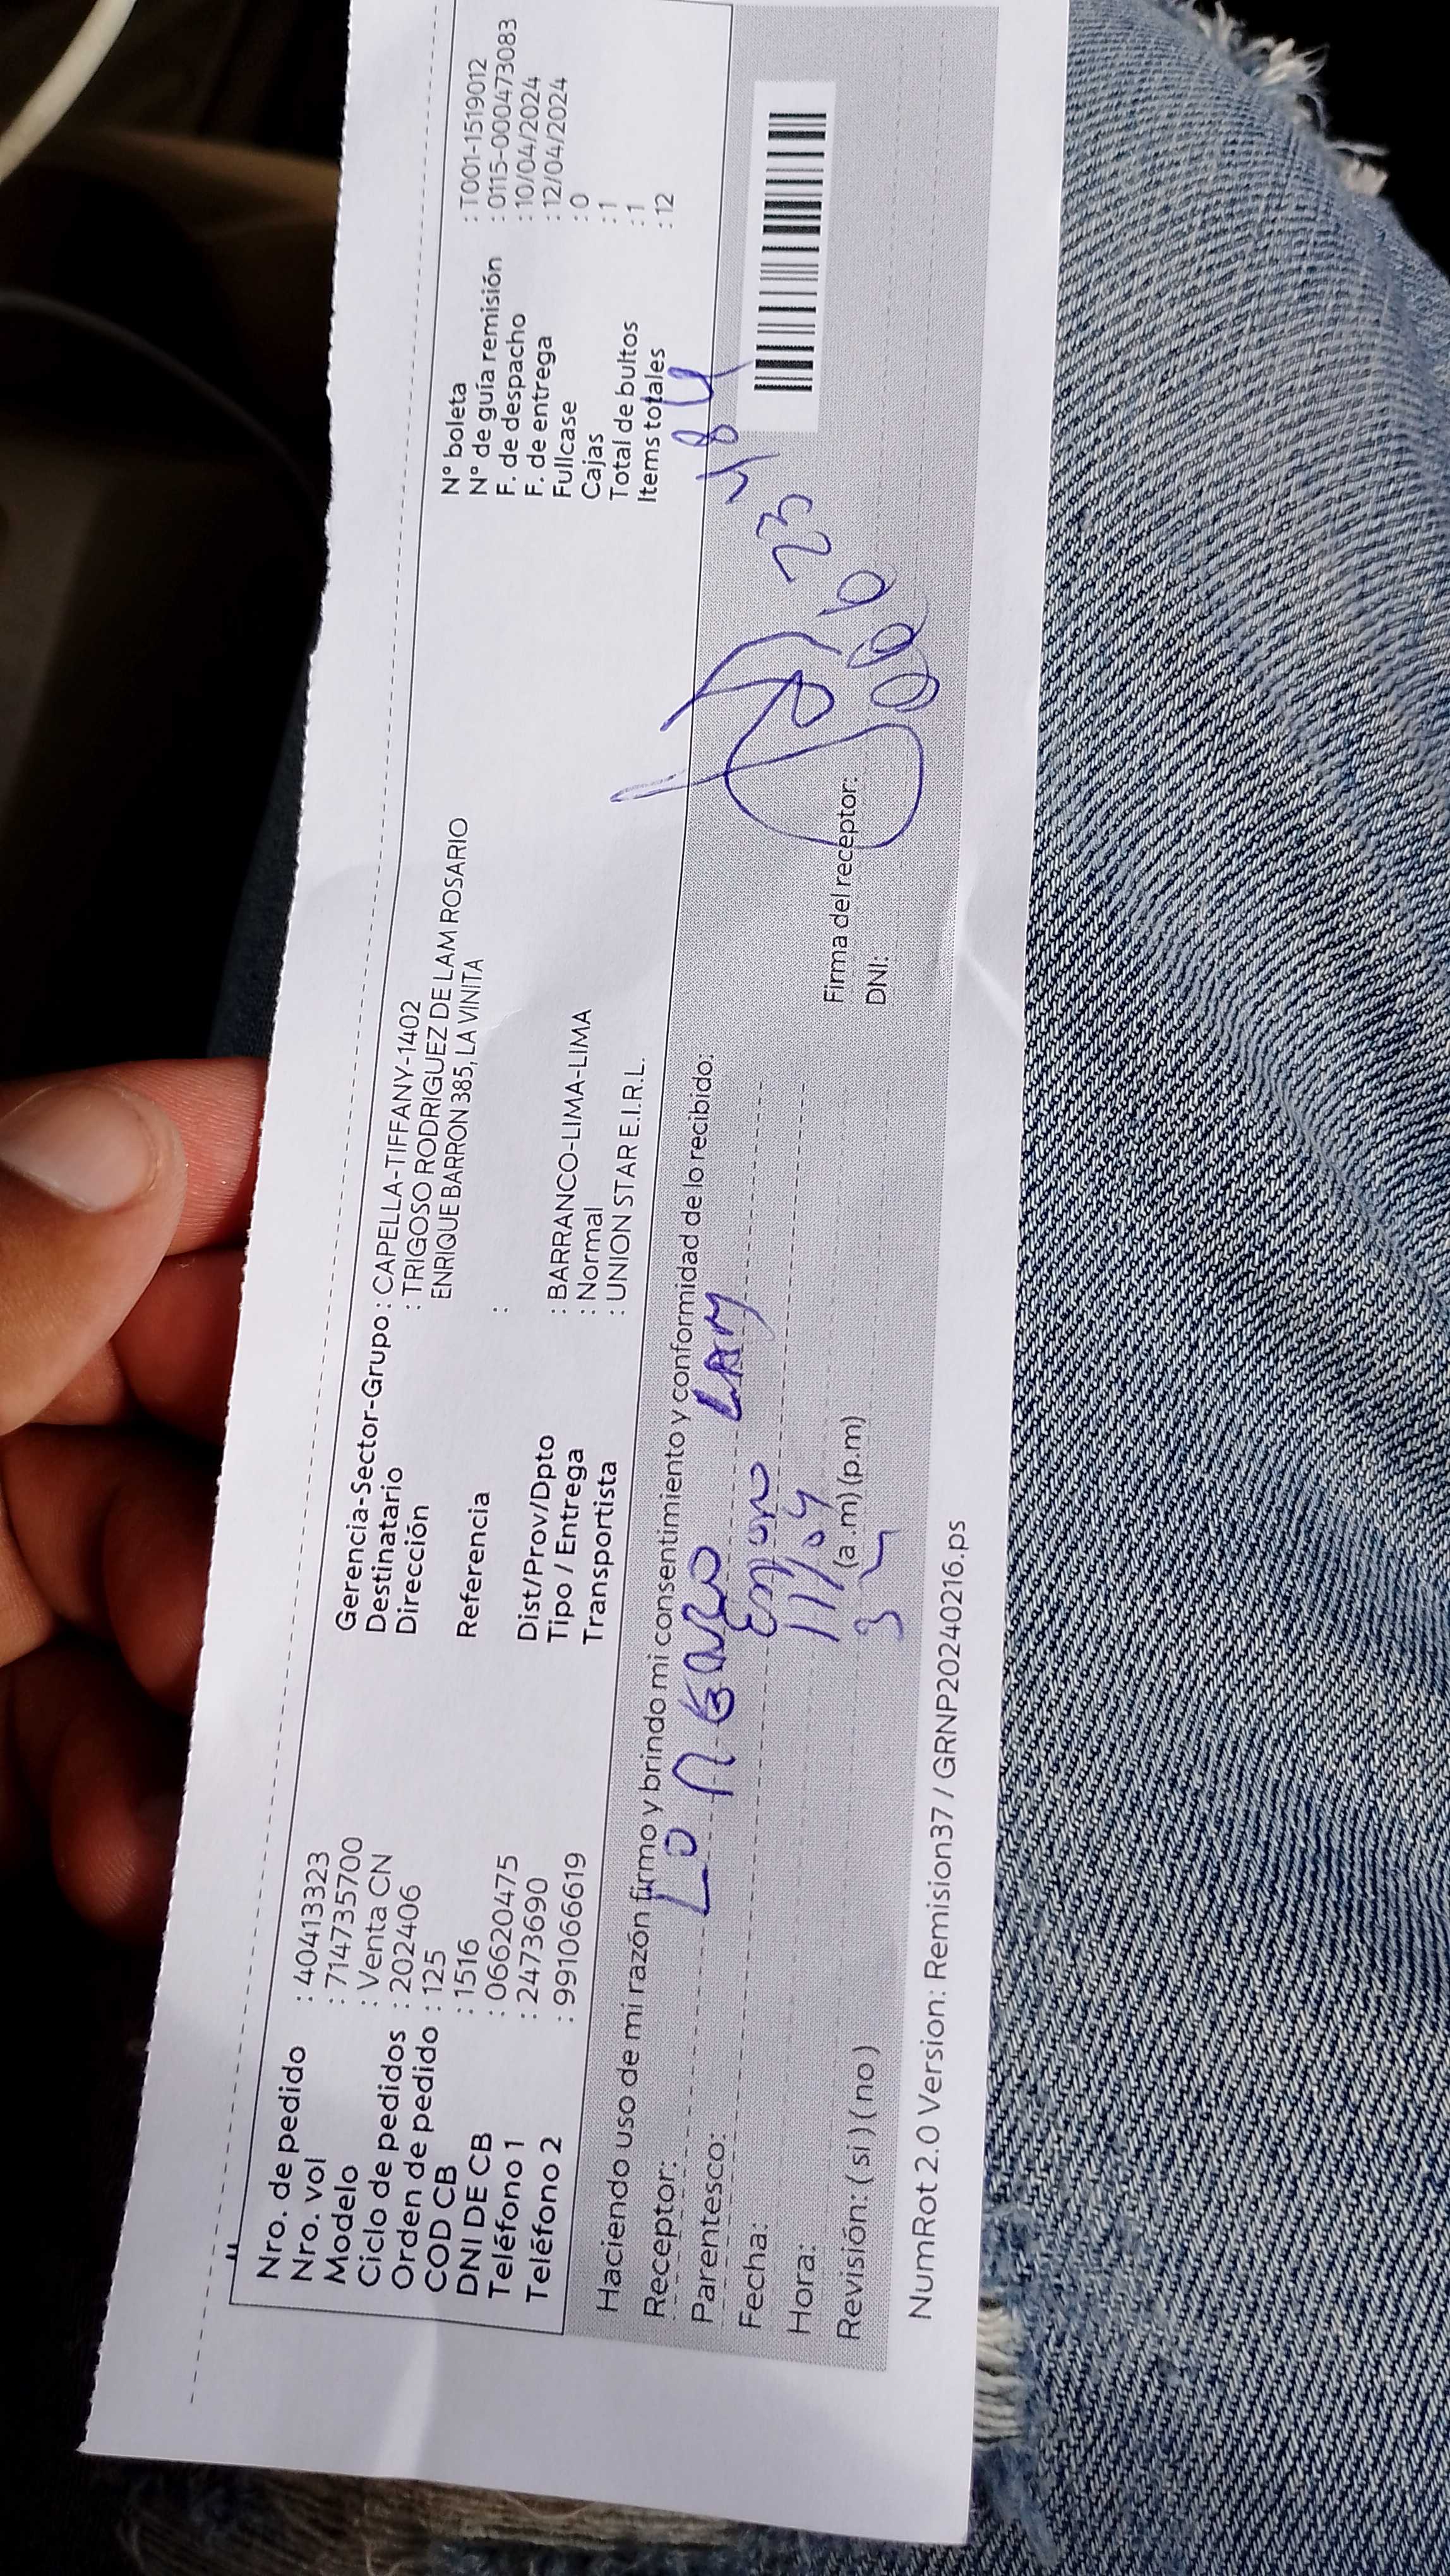 Nro. de pedido : 40413323
Nro. vol : 714735700
Modelo : Venta CN
Ciclo de pedidos : 202406
Orden de pedido : 125
COD CB : 1516
DNI DE CB : 06620475
Teléfono 1 : 2473690
Teléfono 2 : 991066619
Gerencia-Sector-Grupo : CAPELLA-TIFFANY-1402
Destinatario : TRIGOSO RODRIGUEZ DE LAM ROSARIO
Dirección ENRIQUE BARRON 385, LA VINITA
Referencia :
Dist/Prov/Dpto : BARRANCO-LIMA-LIMA
Tipo / Entrega : Normal
Transportista : UNION STAR E.I.R.L.
N° boleta : T001-1519012
N° de guía remisión : 0115-0000473083
F. de despacho : 10/04/2024
F. de entrega : 12/04/2024
Fullcase : 0
Cajas : 1
Total de bultos : 1
Items totales : 12
Haciendo uso de mi razón firmo y brindo mi consentimiento y conformidad de lo recibido:
Receptor: LAM
Parentesco:
Fecha: 11/04
Hora: (a.m) (p.m)
Revisión: ( si ) ( no )
Firma del receptor:
DNI:
NumRot 2.0 Version: Remision37 / GRNP20240216.ps